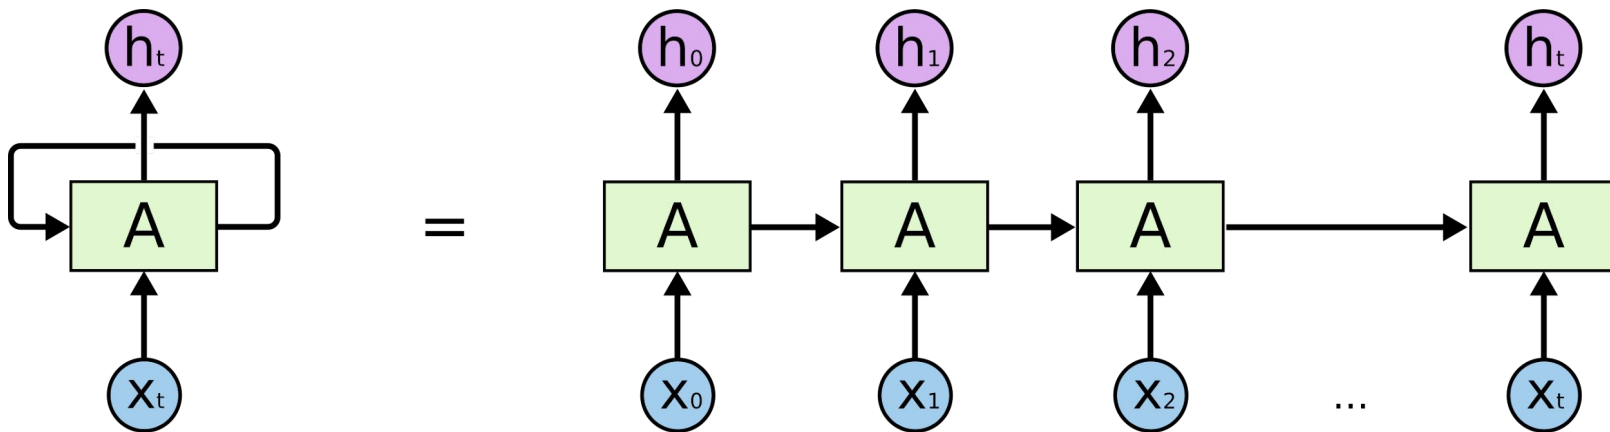 ht h0 h1 h2 ht
A = A A A A
xt x0 x1 x2 ... xt